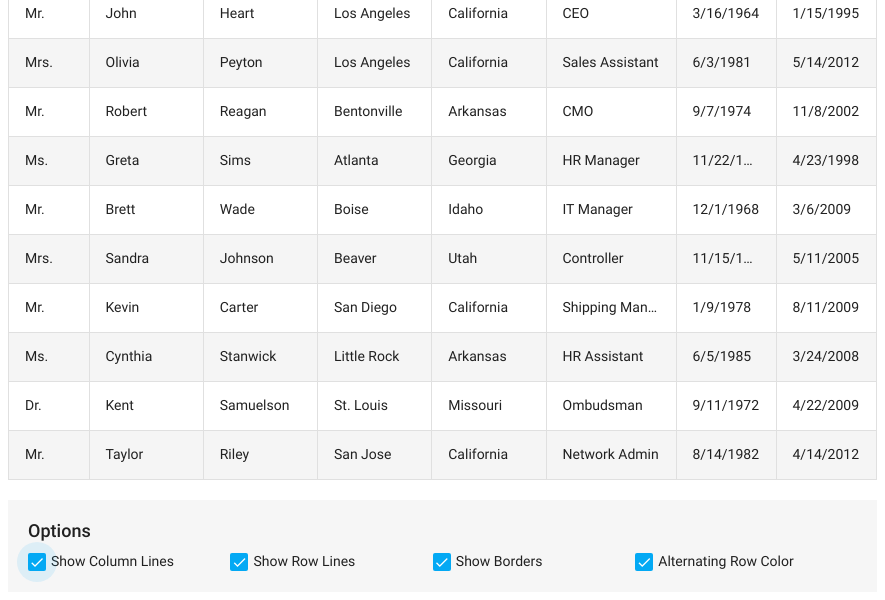 Mr. John Heart Los Angeles California CEO 3/16/1964 1/15/1995
Mrs. Olivia Peyton Los Angeles California Sales Assistant 6/3/1981 5/14/2012
Mr. Robert Reagan Bentonville Arkansas CMO 9/7/1974 11/8/2002
Ms. Greta Sims Atlanta Georgia HR Manager 11/22/1... 4/23/1998
Mr. Brett Wade Boise Idaho IT Manager 12/1/1968 3/6/2009
Mrs. Sandra Johnson Beaver Utah Controller 11/15/1... 5/11/2005
Mr. Kevin Carter San Diego California Shipping Man... 1/9/1978 8/11/2009
Ms. Cynthia Stanwick Little Rock Arkansas HR Assistant 6/5/1985 3/24/2008
Dr. Kent Samuelson St. Louis Missouri Ombudsman 9/11/1972 4/22/2009
Mr. Taylor Riley San Jose California Network Admin 8/14/1982 4/14/2012
Options
Show Column Lines Show Row Lines Show Borders Alternating Row Color